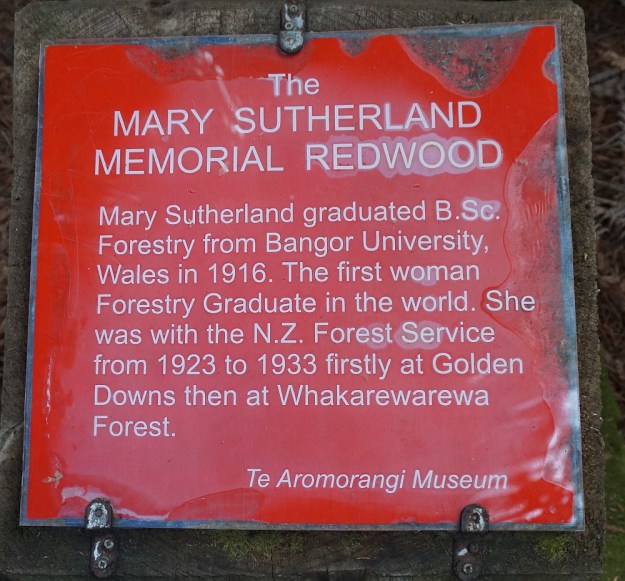 The
MARY SUTHERLAND
MEMORIAL REDWOOD
Mary Sutherland graduated B.Sc.
Forestry from Bangor University,
Wales in 1916. The first woman
Forestry Graduate in the world. She
was with the N.Z. Forest Service
from 1923 to 1933 firstly at Golden
Downs then at Whakarewarewa
Forest.
Te Aromorangi Museum